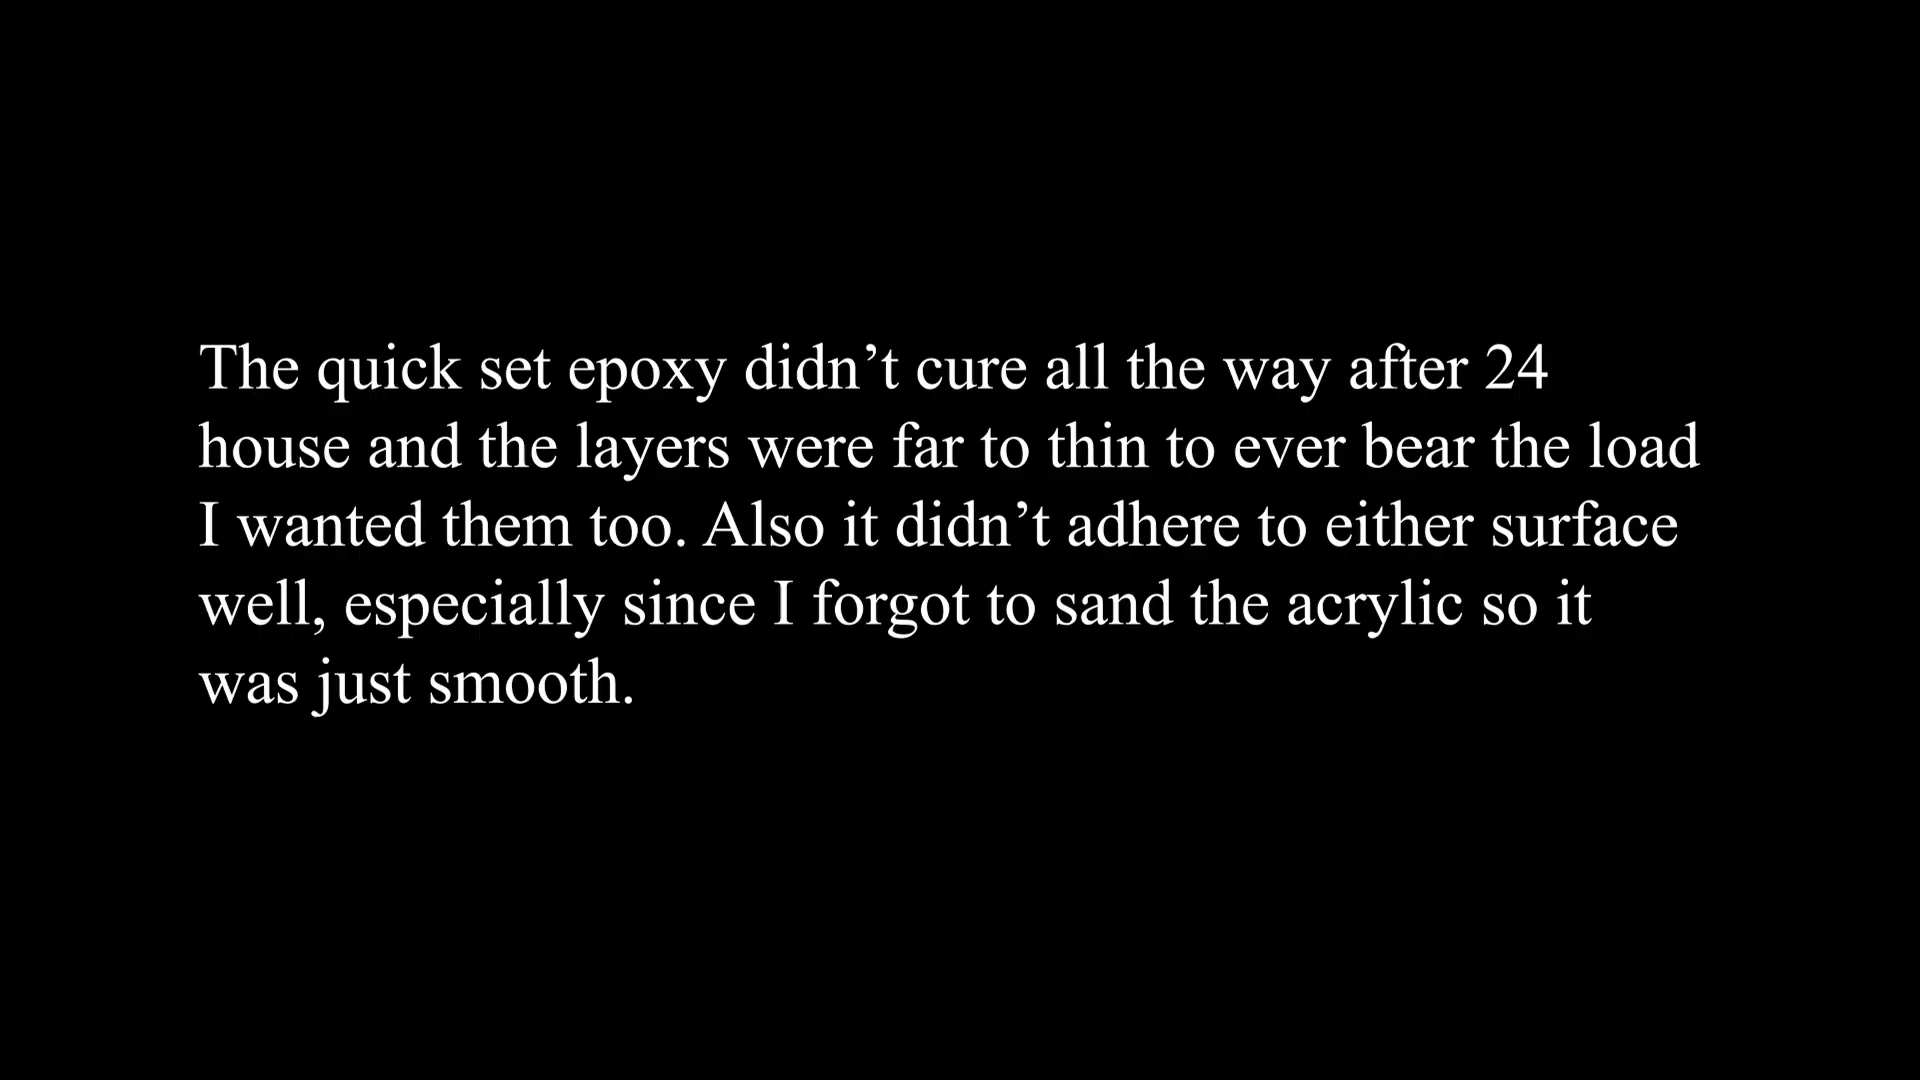 The quick set epoxy didn’t cure all the way after 24
house and the layers were far to thin to ever bear the load
I wanted them too. Also it didn’t adhere to either surface
well, especially since I forgot to sand the acrylic so it
was just smooth.